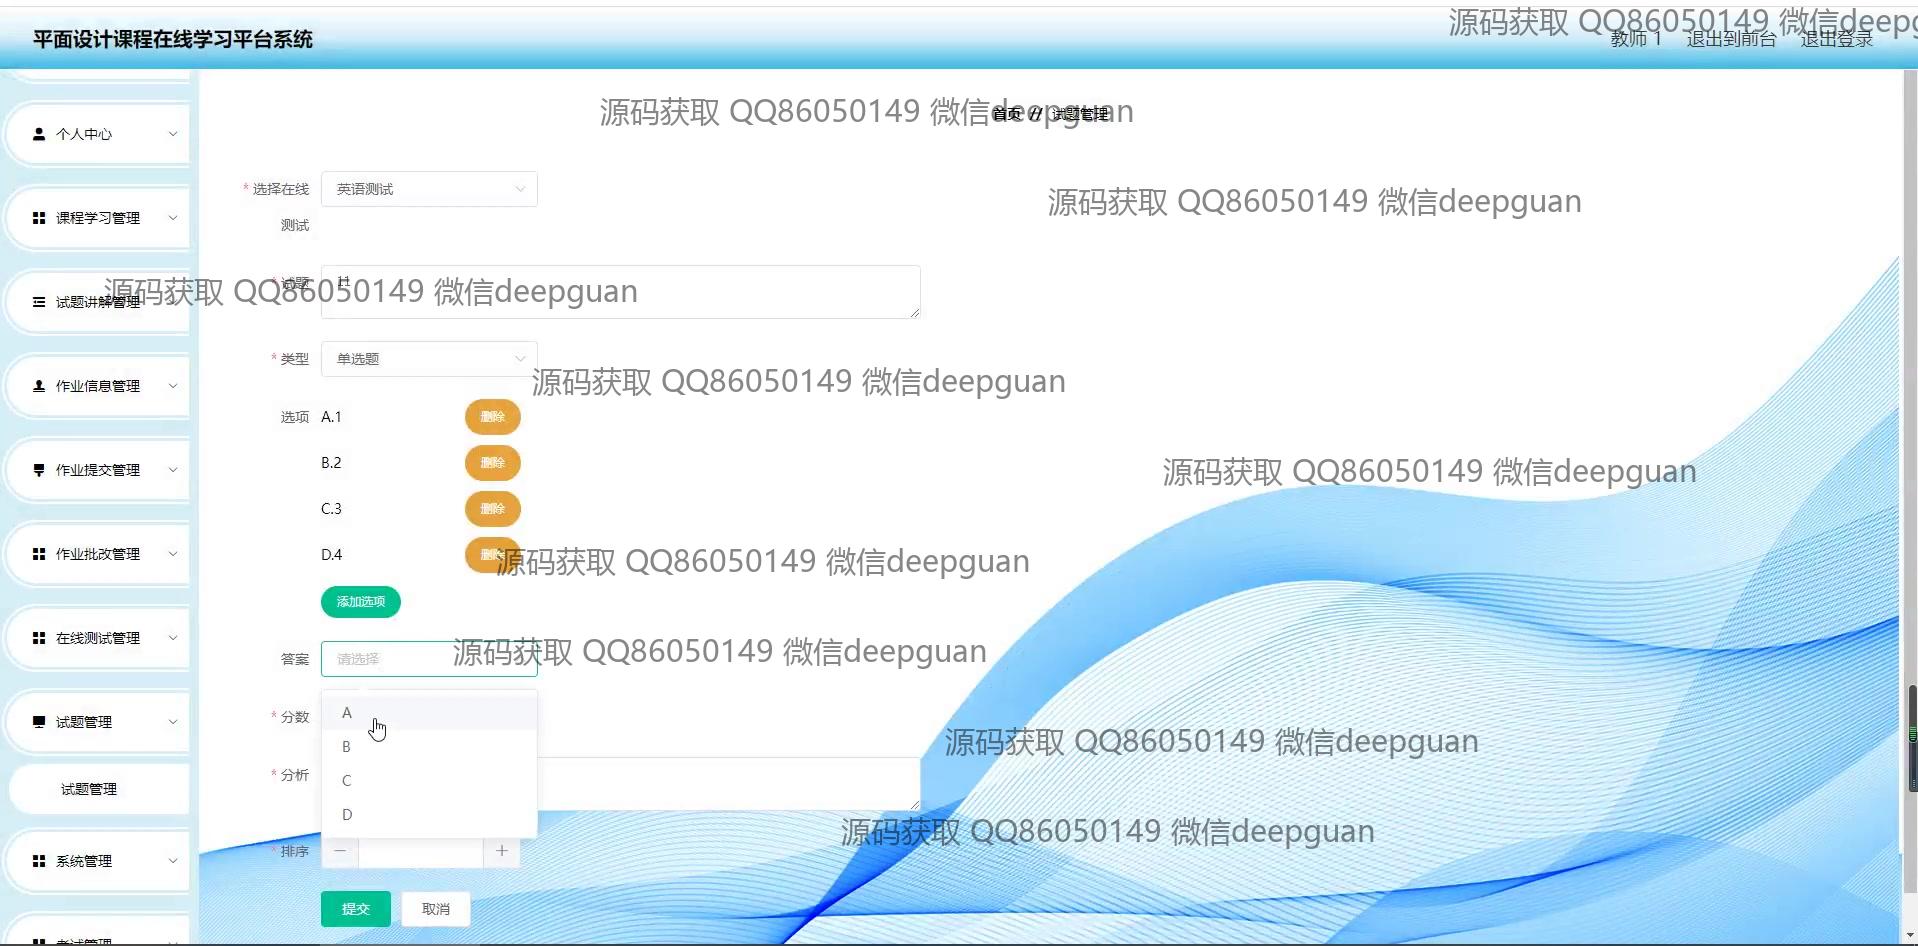 平面设计课程在线学习平台系统
源码获取 QQ86050149 微信deepg
教师 1 退出到前台 退出登录
源码获取 QQ86050149 微信deepguan
首页 // 试题管理
个人中心
* 选择在线测试 英语测试
源码获取 QQ86050149 微信deepguan
课程学习管理
源码获取 QQ86050149 微信deepguan
* 试题 11
试题讲解管理
* 类型 单选题
源码获取 QQ86050149 微信deepguan
作业信息管理
选项 A.1 删除
B.2 删除
作业提交管理
源码获取 QQ86050149 微信deepguan
C.3 删除
D.4 删除
作业批改管理
源码获取 QQ86050149 微信deepguan
添加选项
在线测试管理
答案 请选择
源码获取 QQ86050149 微信deepguan
A
* 分数
试题管理
B
源码获取 QQ86050149 微信deepguan
* 分析
C
试题管理
D
源码获取 QQ86050149 微信deepguan
* 排序 − +
系统管理
提交 取消
考试管理